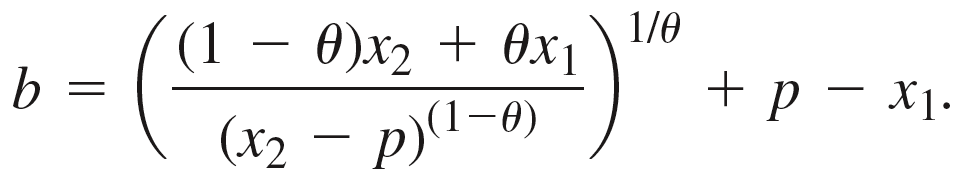 b = ( ((1 − θ)x₂ + θx₁) / ((x₂ − p)^(1−θ)) )^(1/θ) + p − x₁.